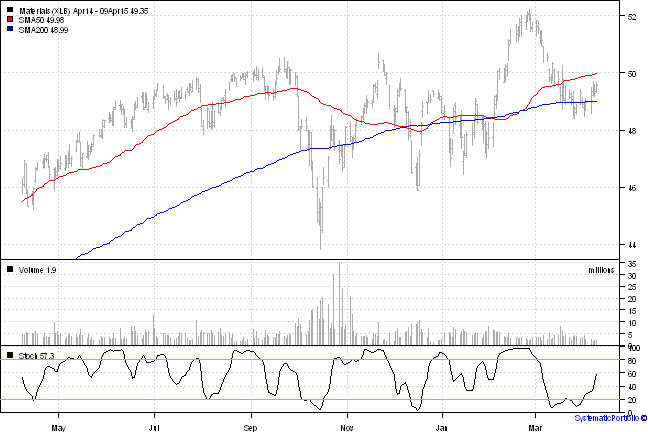 Materials (XLB) Apr14 - 09Apr15 49.35
SMA50 49.98
SMA200 48.99
52
50
48
46
44
Volume 1.9
millions
35
30
25
20
15
10
5
0
Stoch 57.3
100
80
60
40
20
0
May
Jul
Sep
Nov
Jan
Mar
SystematicPortfolio ©